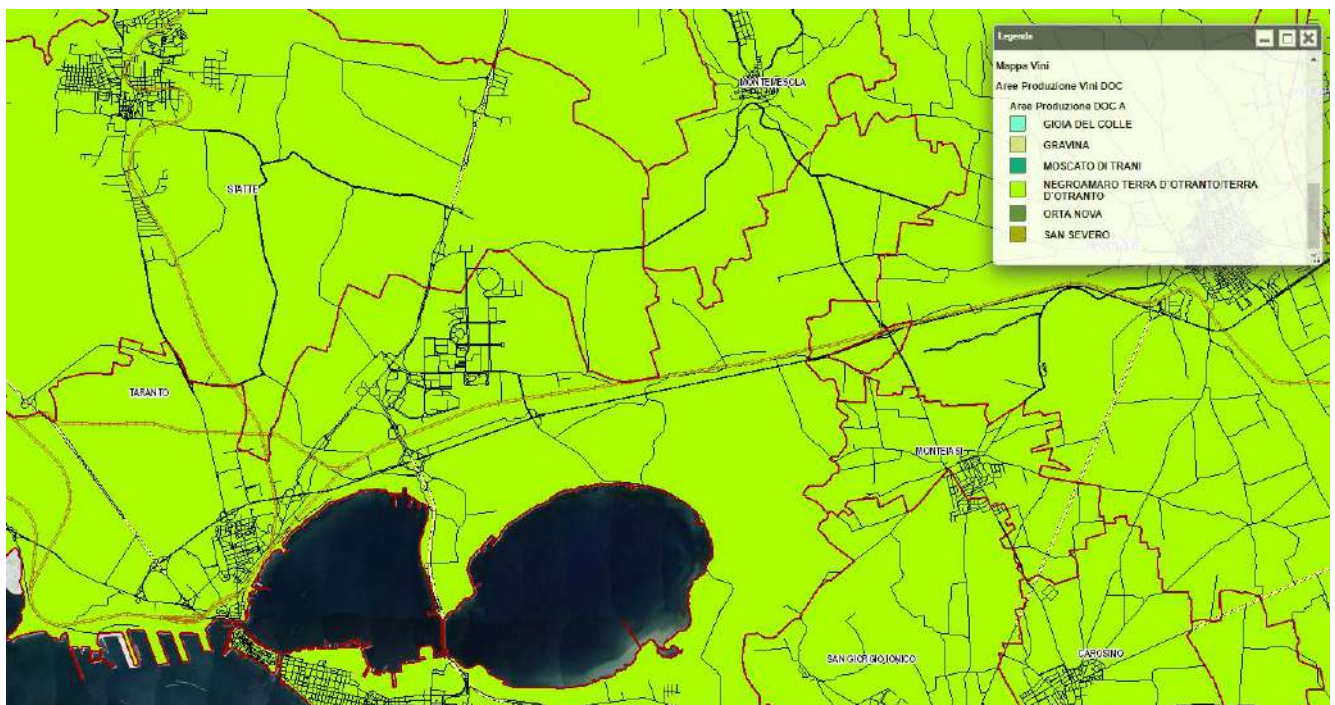 Legenda
Mappa Vini
Aree Produzione Vini DOC
Aree Produzione DOC A
GIOIA DEL COLLE
GRAVINA
MOSCATO DI TRANI
NEGROAMARO TERRA D'OTRANTO/TERRA
D'OTRANTO
ORTA NOVA
SAN SEVERO
MONTEMESOLA
STATTE
TARANTO
MONTEIASI
SAN GIORGIO IONICO
CAROSINO